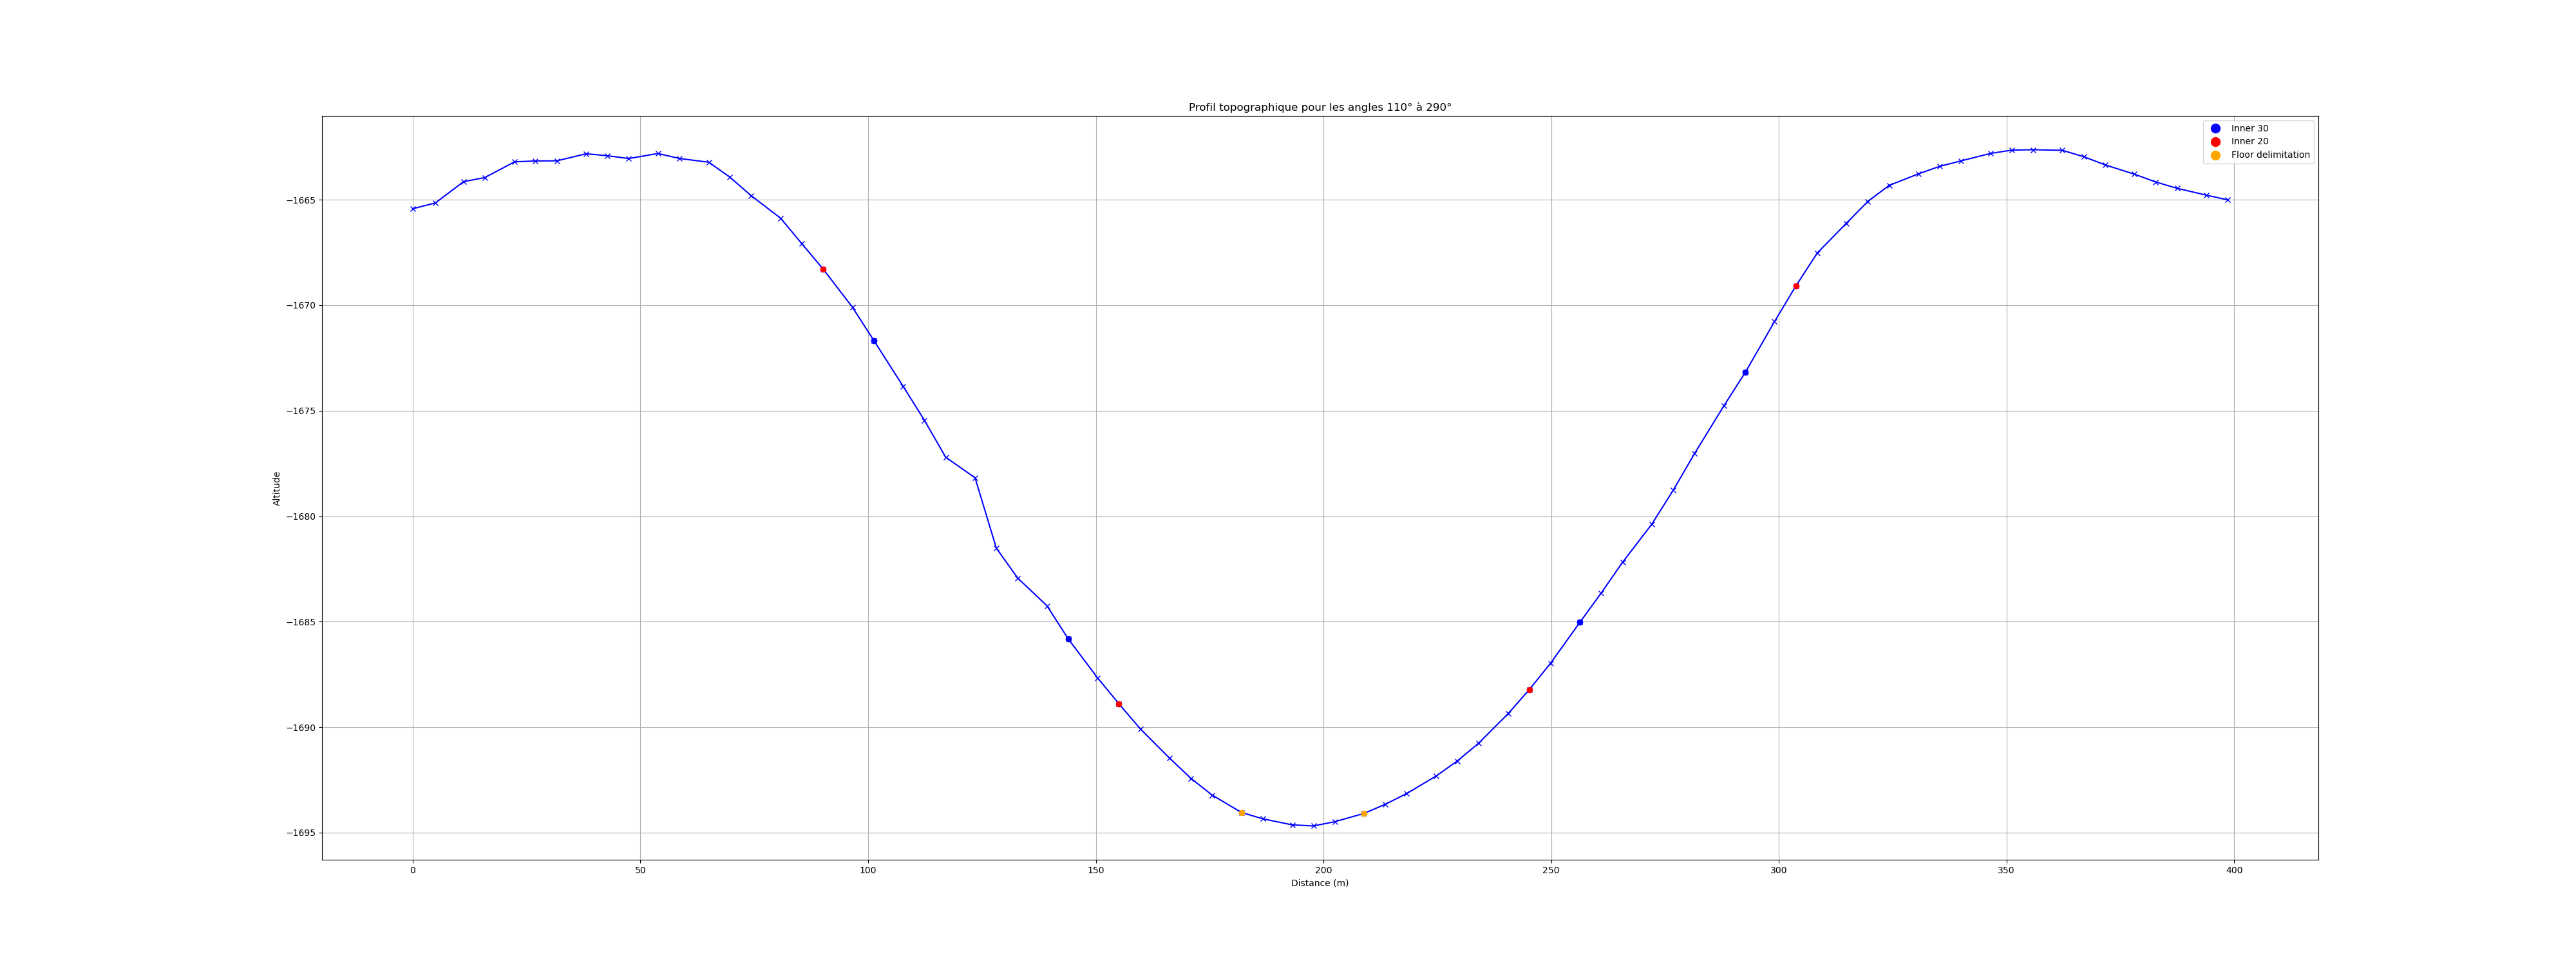 Profil topographique pour les angles 110° à 290°
Inner 30
Inner 20
Floor delimitation
−1665
−1670
−1675
−1680
−1685
−1690
−1695
Altitude
0 50 100 150 200 250 300 350 400
Distance (m)